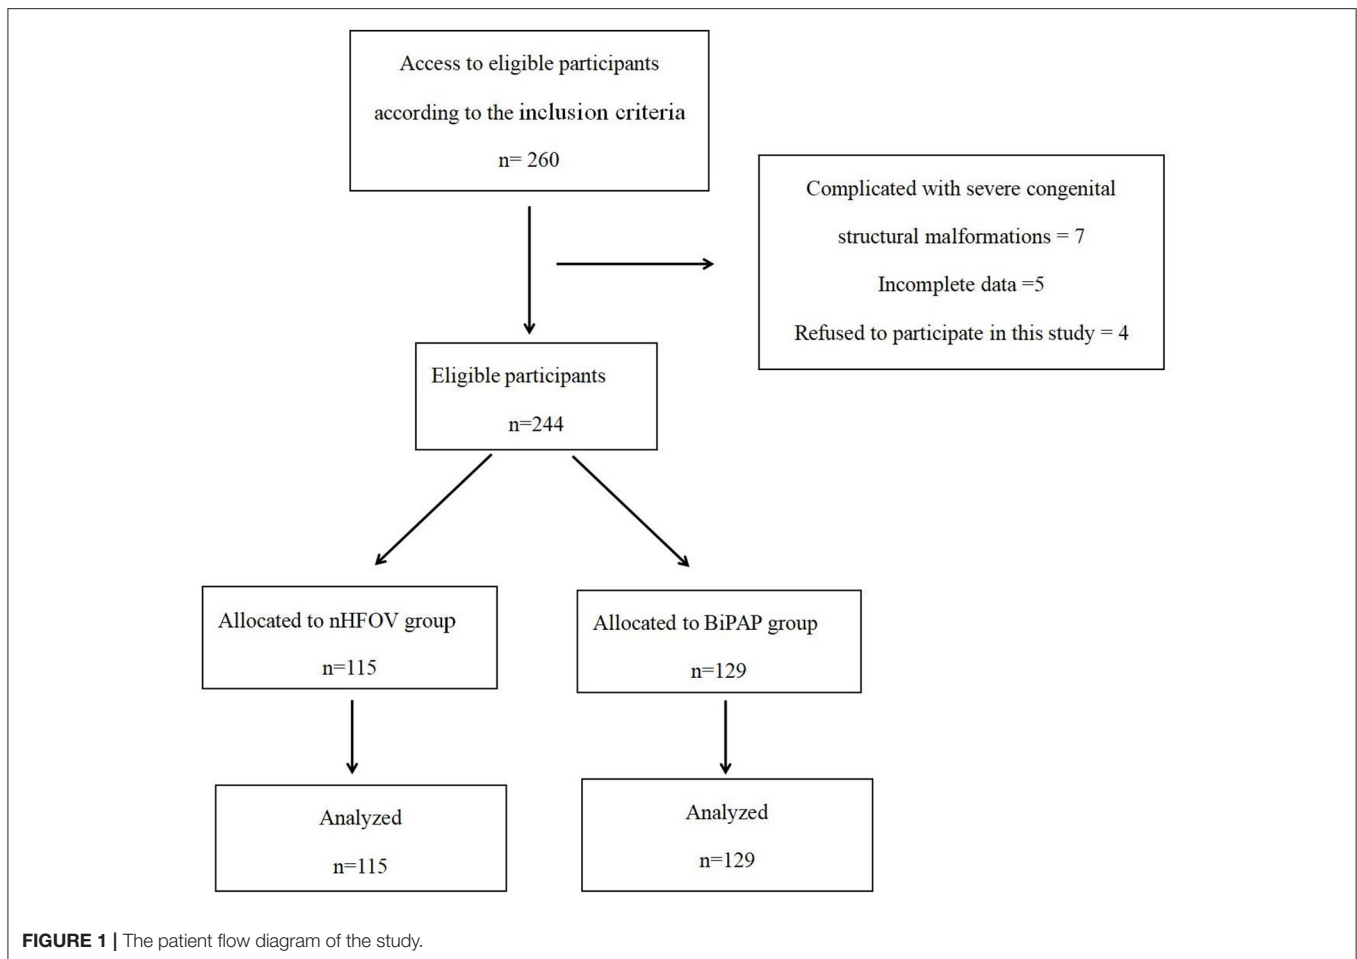 Access to eligible participants
according to the inclusion criteria
n= 260
Complicated with severe congenital
structural malformations = 7
Incomplete data =5
Refused to participate in this study = 4
Eligible participants
n=244
Allocated to nHFOV group
n=115
Allocated to BiPAP group
n=129
Analyzed
n=115
Analyzed
n=129
FIGURE 1 | The patient flow diagram of the study.